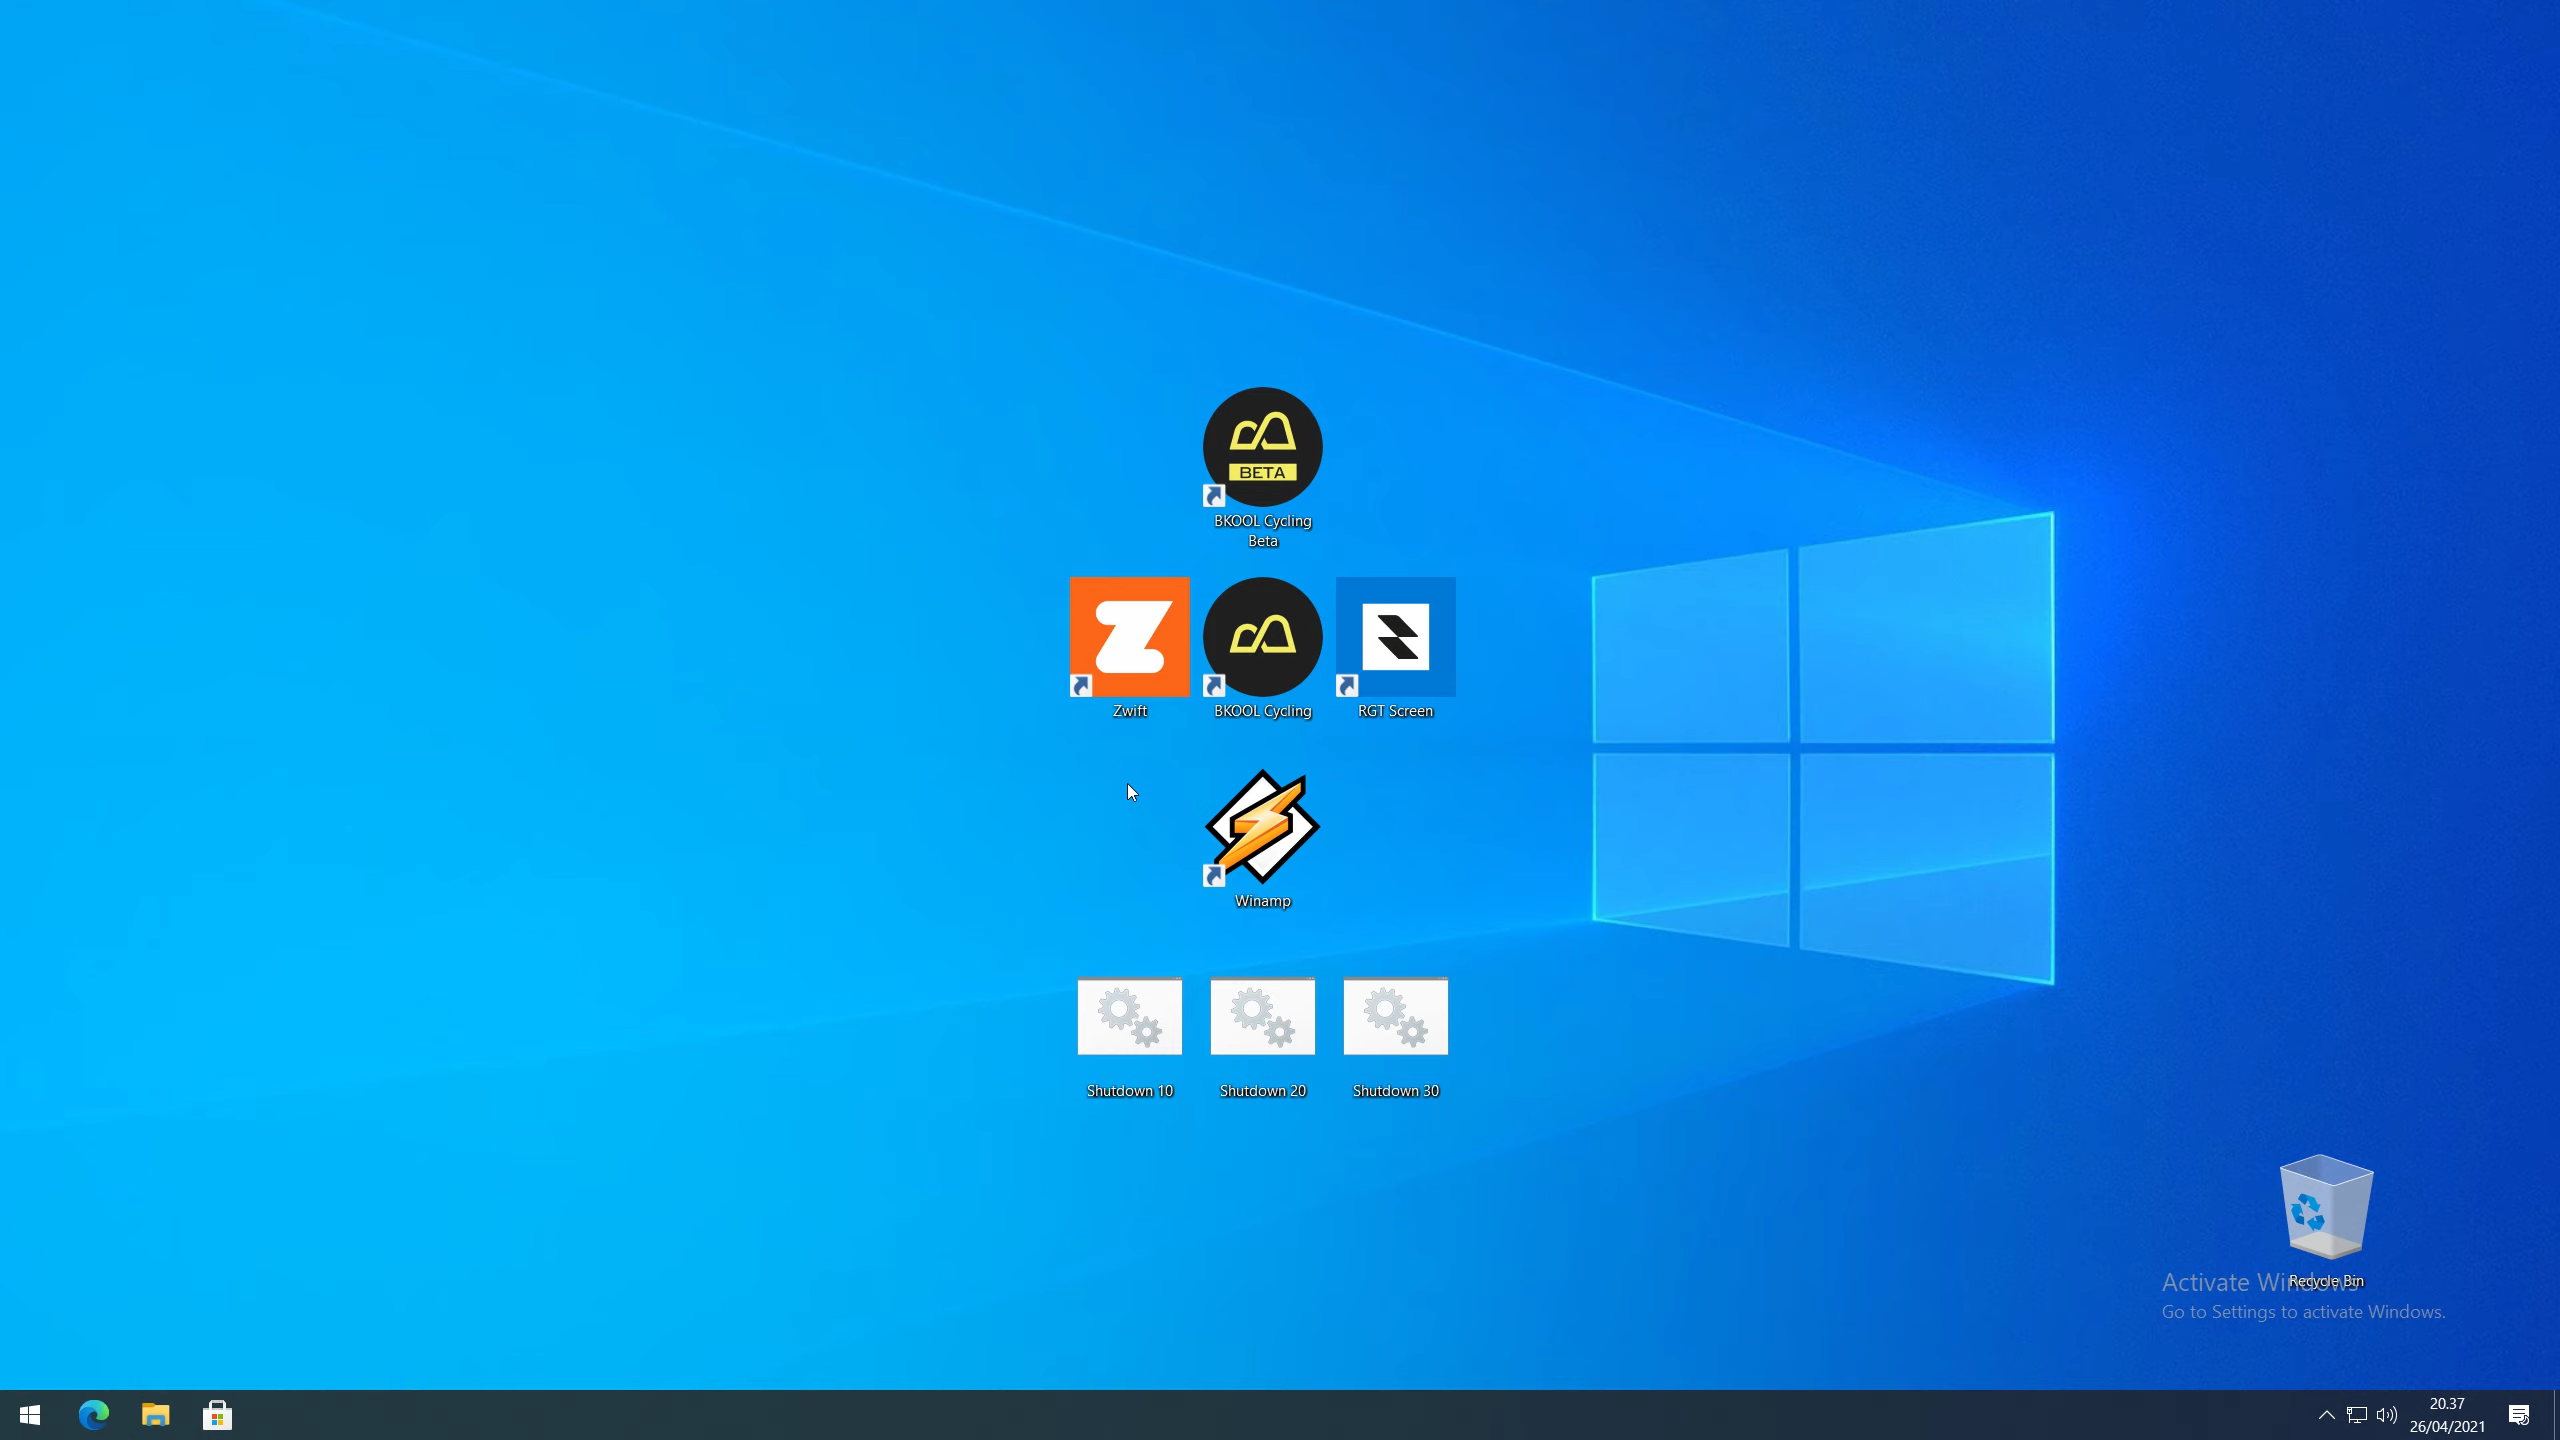 BETA
BKOOL Cycling
Beta
Zwift
BKOOL Cycling
RGT Screen
Winamp
Shutdown 10
Shutdown 20
Shutdown 30
Recycle Bin
Activate Windows
Go to Settings to activate Windows.
20.37
26/04/2021